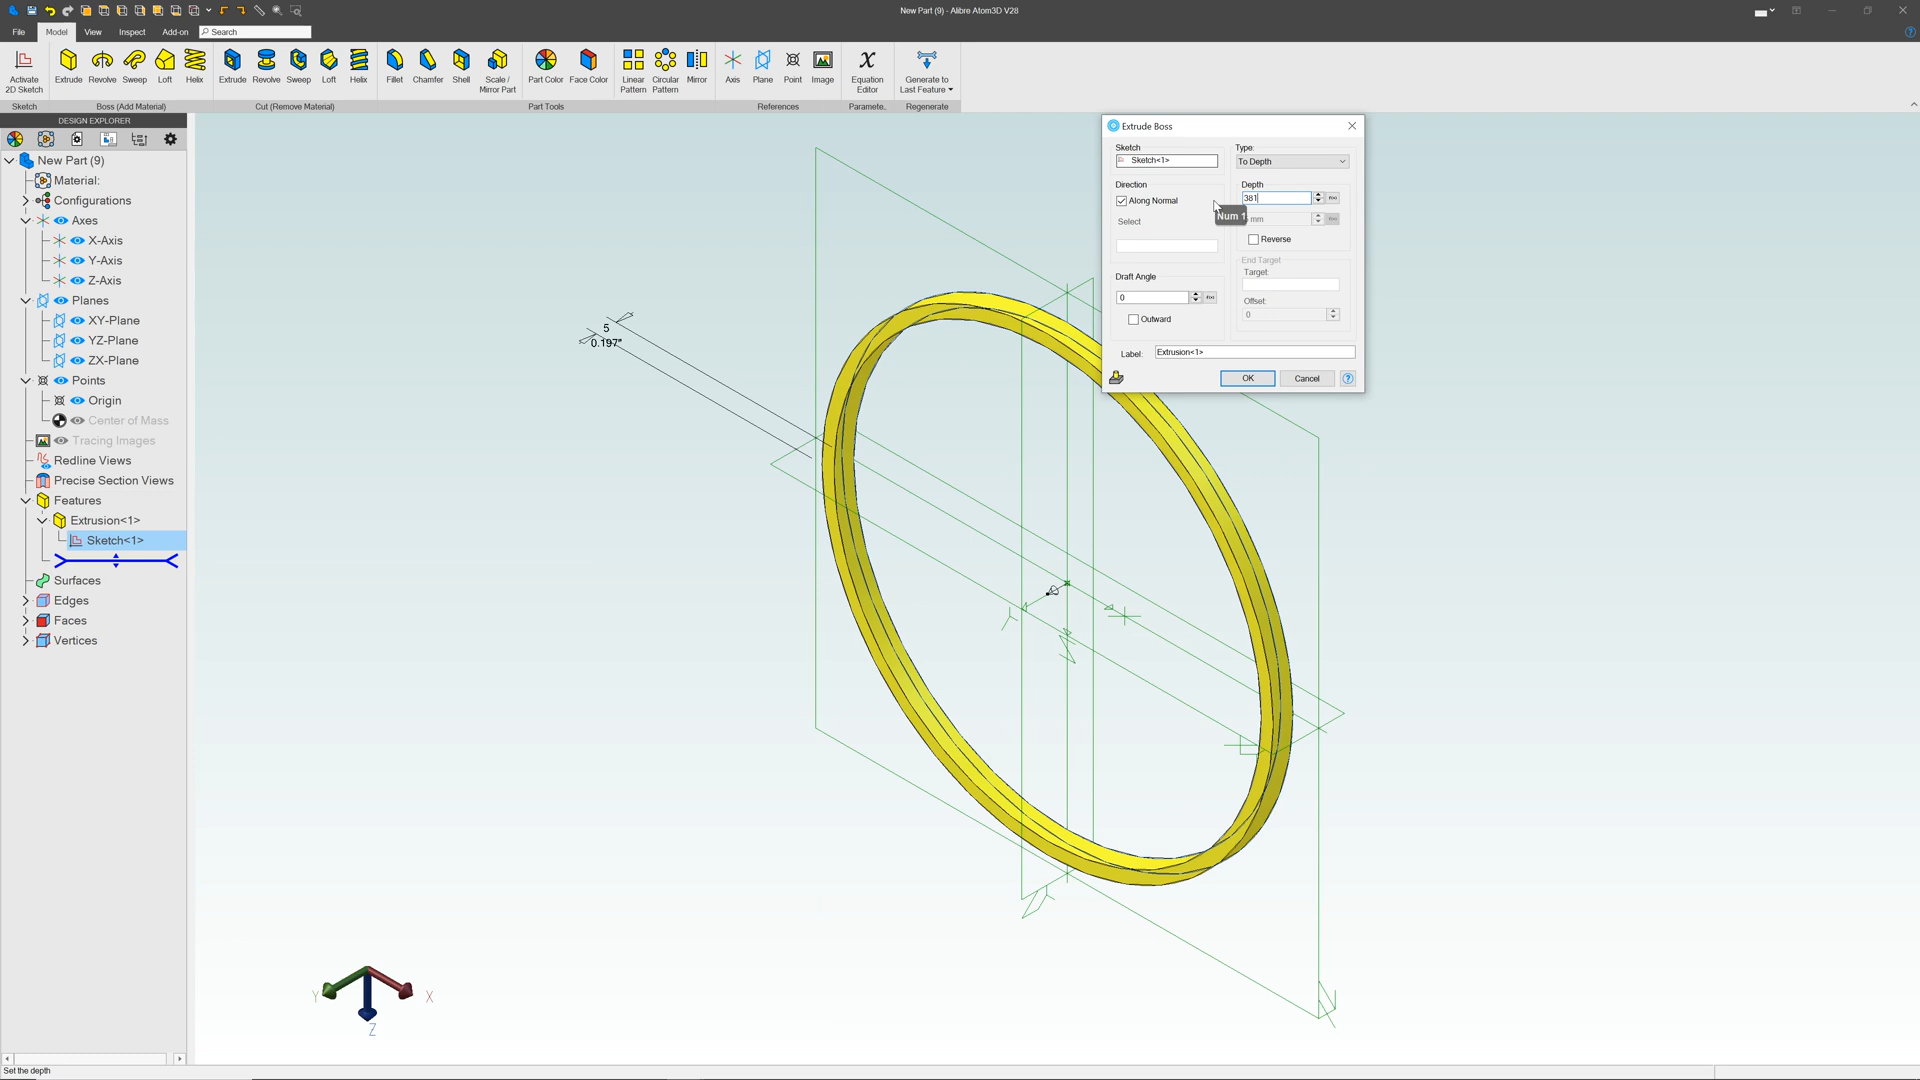 New Part (9) - Alibre Atom3D V28
File Model View Inspect Add-on Search
Activate 2D Sketch Extrude Revolve Sweep Loft Helix Extrude Revolve Sweep Loft Helix Fillet Chamfer Shell Scale / Mirror Part Part Color Face Color Linear Pattern Circular Pattern Mirror Axis Plane Point Image Equation Editor Generate to Last Feature
Sketch Boss (Add Material) Cut (Remove Material) Part Tools References Paramete.. Regenerate
DESIGN EXPLORER
New Part (9)
Material:
Configurations
Axes
X-Axis
Y-Axis
Z-Axis
Planes
XY-Plane
YZ-Plane
ZX-Plane
Points
Origin
Center of Mass
Tracing Images
Redline Views
Precise Section Views
Features
Extrusion<1>
Sketch<1>
Surfaces
Edges
Faces
Vertices
5
0.197"
Extrude Boss
Sketch
Sketch<1>
Type:
To Depth
Direction
Along Normal
Select
Depth
381
Num 1
mm
Reverse
Draft Angle
0
Outward
End Target
Target:
Offset:
0
Label: Extrusion<1>
OK Cancel
Y X
Z
Set the depth